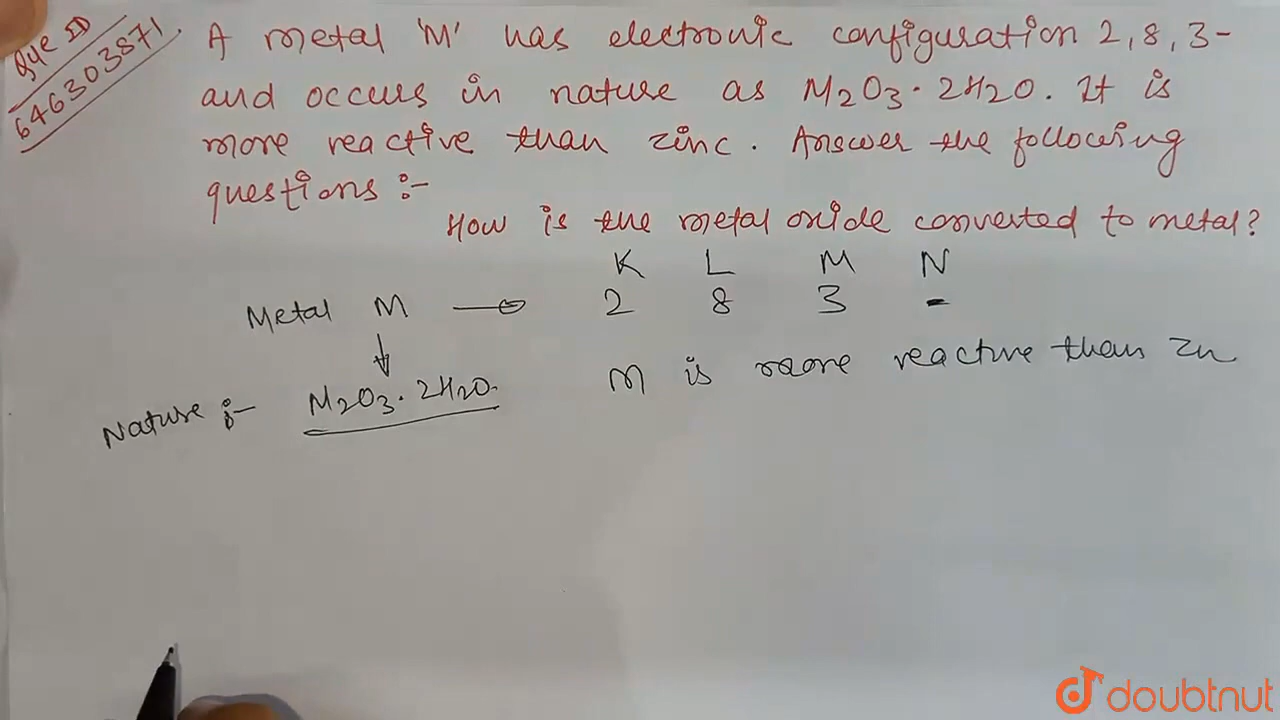 Que ID
646303871
A metal 'M' has electronic configuration 2, 8, 3-
and occurs in nature as M2O3. 2H2O. It is
more reactive than zinc. Answer the following
questions :-
How is the metal oxide converted to metal?
K L M N
Metal M → 2 8 3 -
↓
M is more reactive than Zn
Nature :- M2O3. 2H2O.
doubtnut